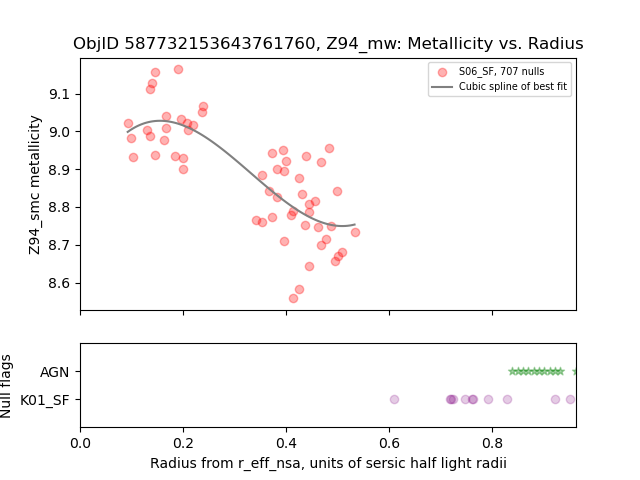 ObjID 587732153643761760, Z94_mw: Metallicity vs. Radius
S06_SF, 707 nulls
Cubic spline of best fit
Z94_smc metallicity
9.1
9.0
8.9
8.8
8.7
8.6
Null flags
AGN
K01_SF
0.0 0.2 0.4 0.6 0.8
Radius from r_eff_nsa, units of sersic half light radii